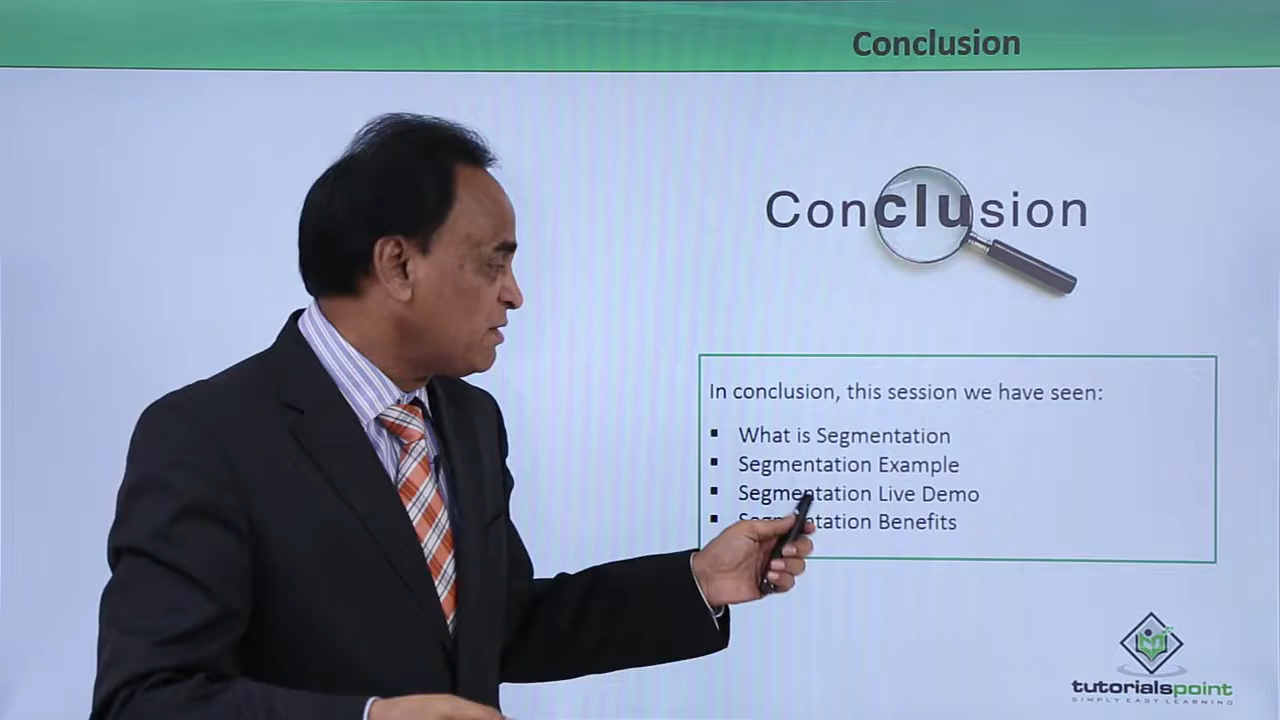 Conclusion
Conclusion
In conclusion, this session we have seen:
▪ What is Segmentation
▪ Segmentation Example
▪ Segmentation Live Demo
▪ Segmentation Benefits
tutorialspoint
SIMPLY EASY LEARNING